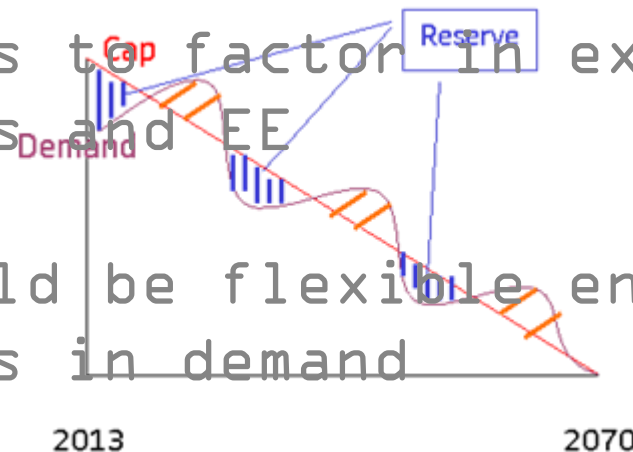 Reserve
s to factor in ex
Cap
s and EE
Demand
ld be flexible en
s in demand
2013 2070